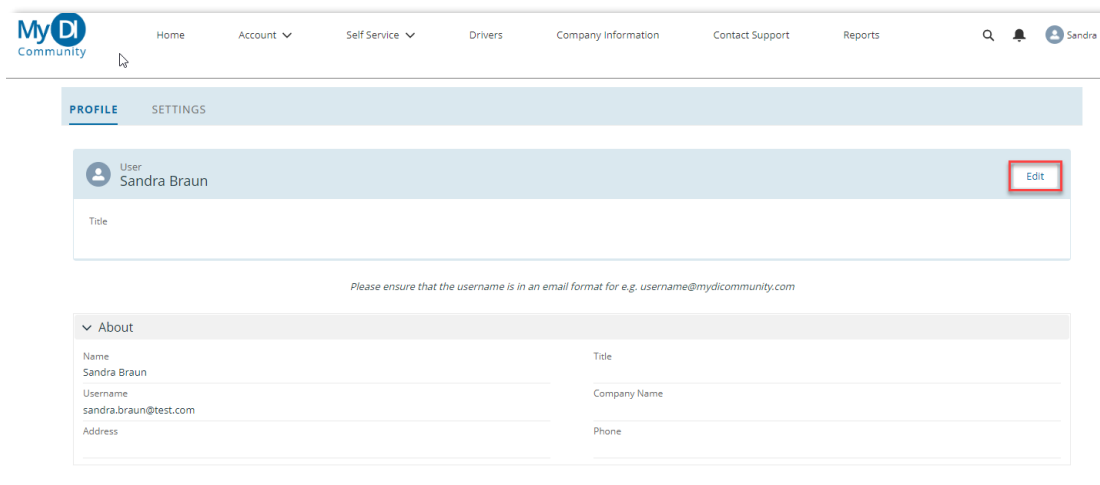 My DI
Community
Home
Account
Self Service
Drivers
Company Information
Contact Support
Reports
Sandra
PROFILE
SETTINGS
User
Sandra Braun
Edit
Title
Please ensure that the username is in an email format for e.g. username@mydicommunity.com
About
Name
Sandra Braun
Title
Username
sandra.braun@test.com
Company Name
Address
Phone